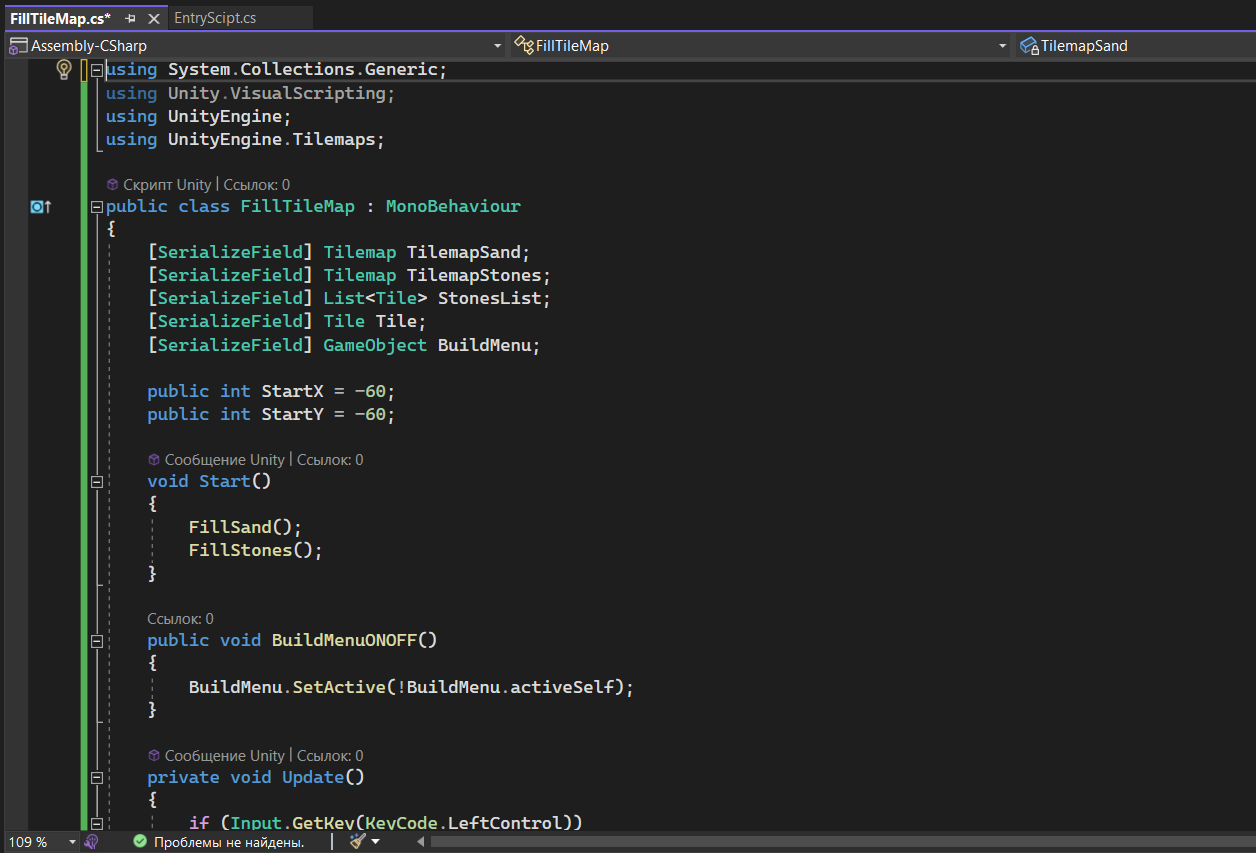 FillTileMap.cs*
EntryScipt.cs
Assembly-CSharp
FillTileMap
TilemapSand
using System.Collections.Generic;
using Unity.VisualScripting;
using UnityEngine;
using UnityEngine.Tilemaps;
Скрипт Unity | Ссылок: 0
public class FillTileMap : MonoBehaviour
{
[SerializeField] Tilemap TilemapSand;
[SerializeField] Tilemap TilemapStones;
[SerializeField] List<Tile> StonesList;
[SerializeField] Tile Tile;
[SerializeField] GameObject BuildMenu;
public int StartX = -60;
public int StartY = -60;
Сообщение Unity | Ссылок: 0
void Start()
{
FillSand();
FillStones();
}
Ссылок: 0
public void BuildMenuONOFF()
{
BuildMenu.SetActive(!BuildMenu.activeSelf);
}
Сообщение Unity | Ссылок: 0
private void Update()
{
if (Input.GetKey(KeyCode.LeftControl))
109 %
Проблемы не найдены.